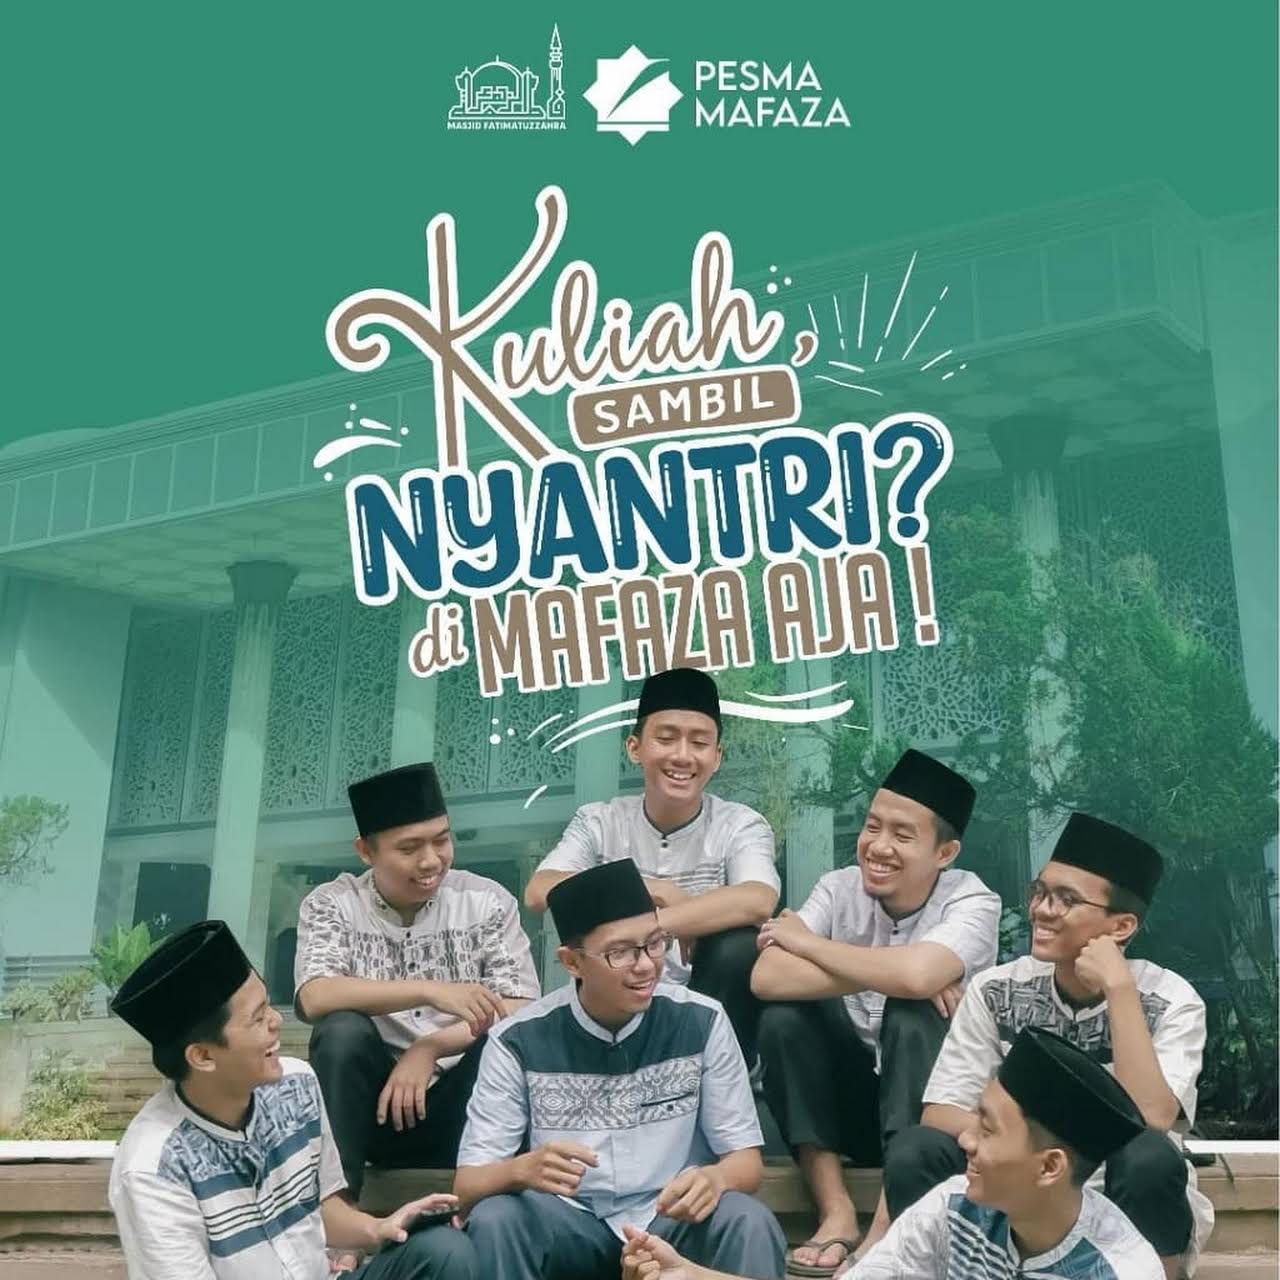 MASJID FATIMATUZZAHRA
PESMA
MAFAZA
Kuliah,
SAMBIL
NYANTRI?
di MAFAZA AJA!